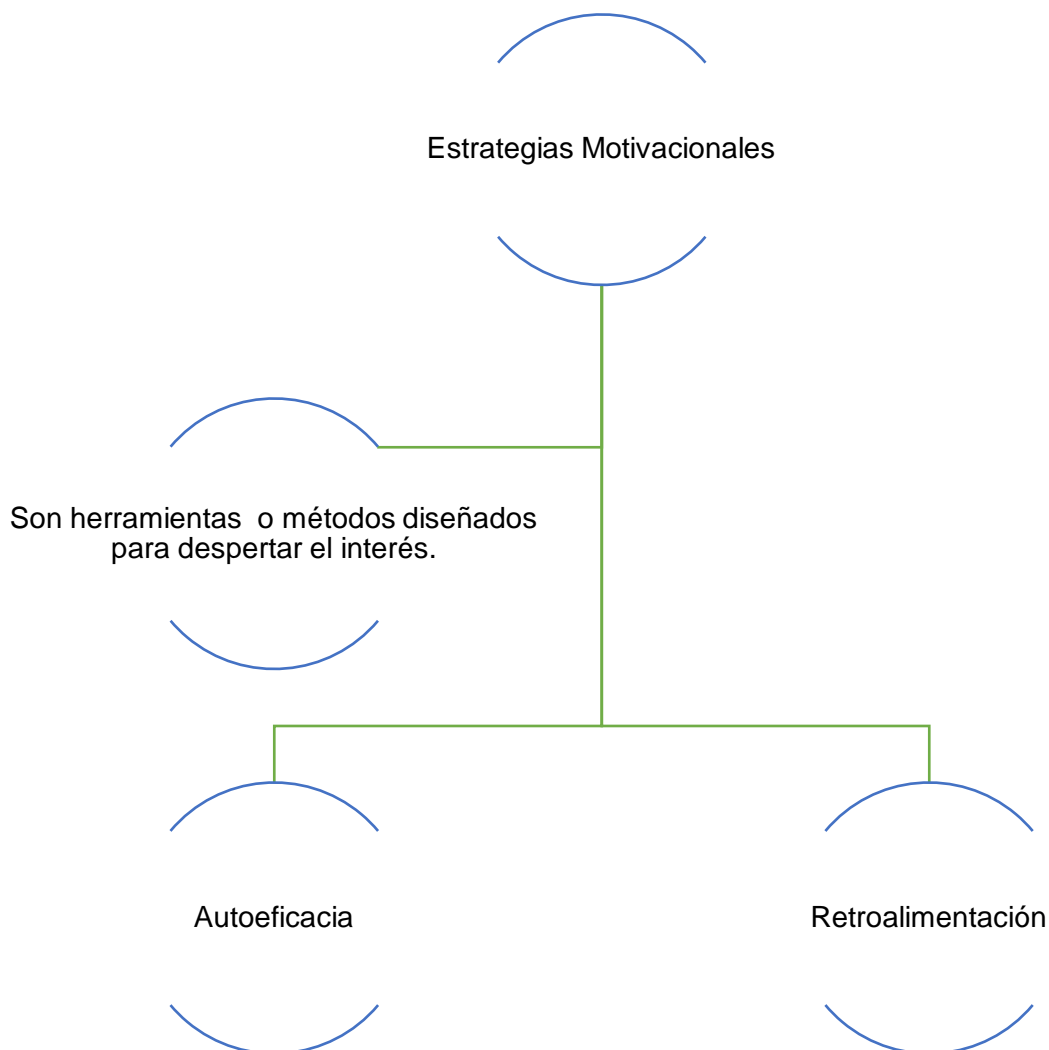 Estrategias Motivacionales
Son herramientas  o métodos diseñados
para despertar el interés.
Autoeficacia
Retroalimentación